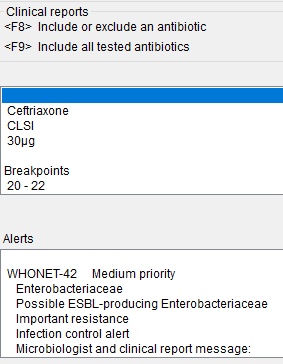 Clinical reports
<F8> Include or exclude an antibiotic
<F9> Include all tested antibiotics
Ceftriaxone
CLSI
30µg
Breakpoints
20 - 22
Alerts
WHONET-42 Medium priority
Enterobacteriaceae
Possible ESBL-producing Enterobacteriaceae
Important resistance
Infection control alert
Microbiologist and clinical report message: